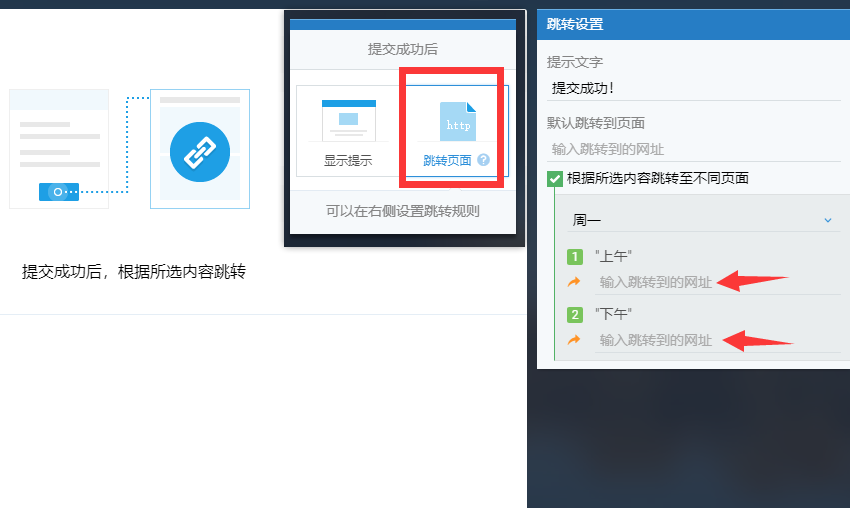 提交成功后
http
显示提示
跳转页面 ?
可以在右侧设置跳转规则
提交成功后，根据所选内容跳转
跳转设置
提示文字
提交成功!
默认跳转到页面
输入跳转到的网址
根据所选内容跳转至不同页面
周一
1 "上午"
输入跳转到的网址
2 "下午"
输入跳转到的网址